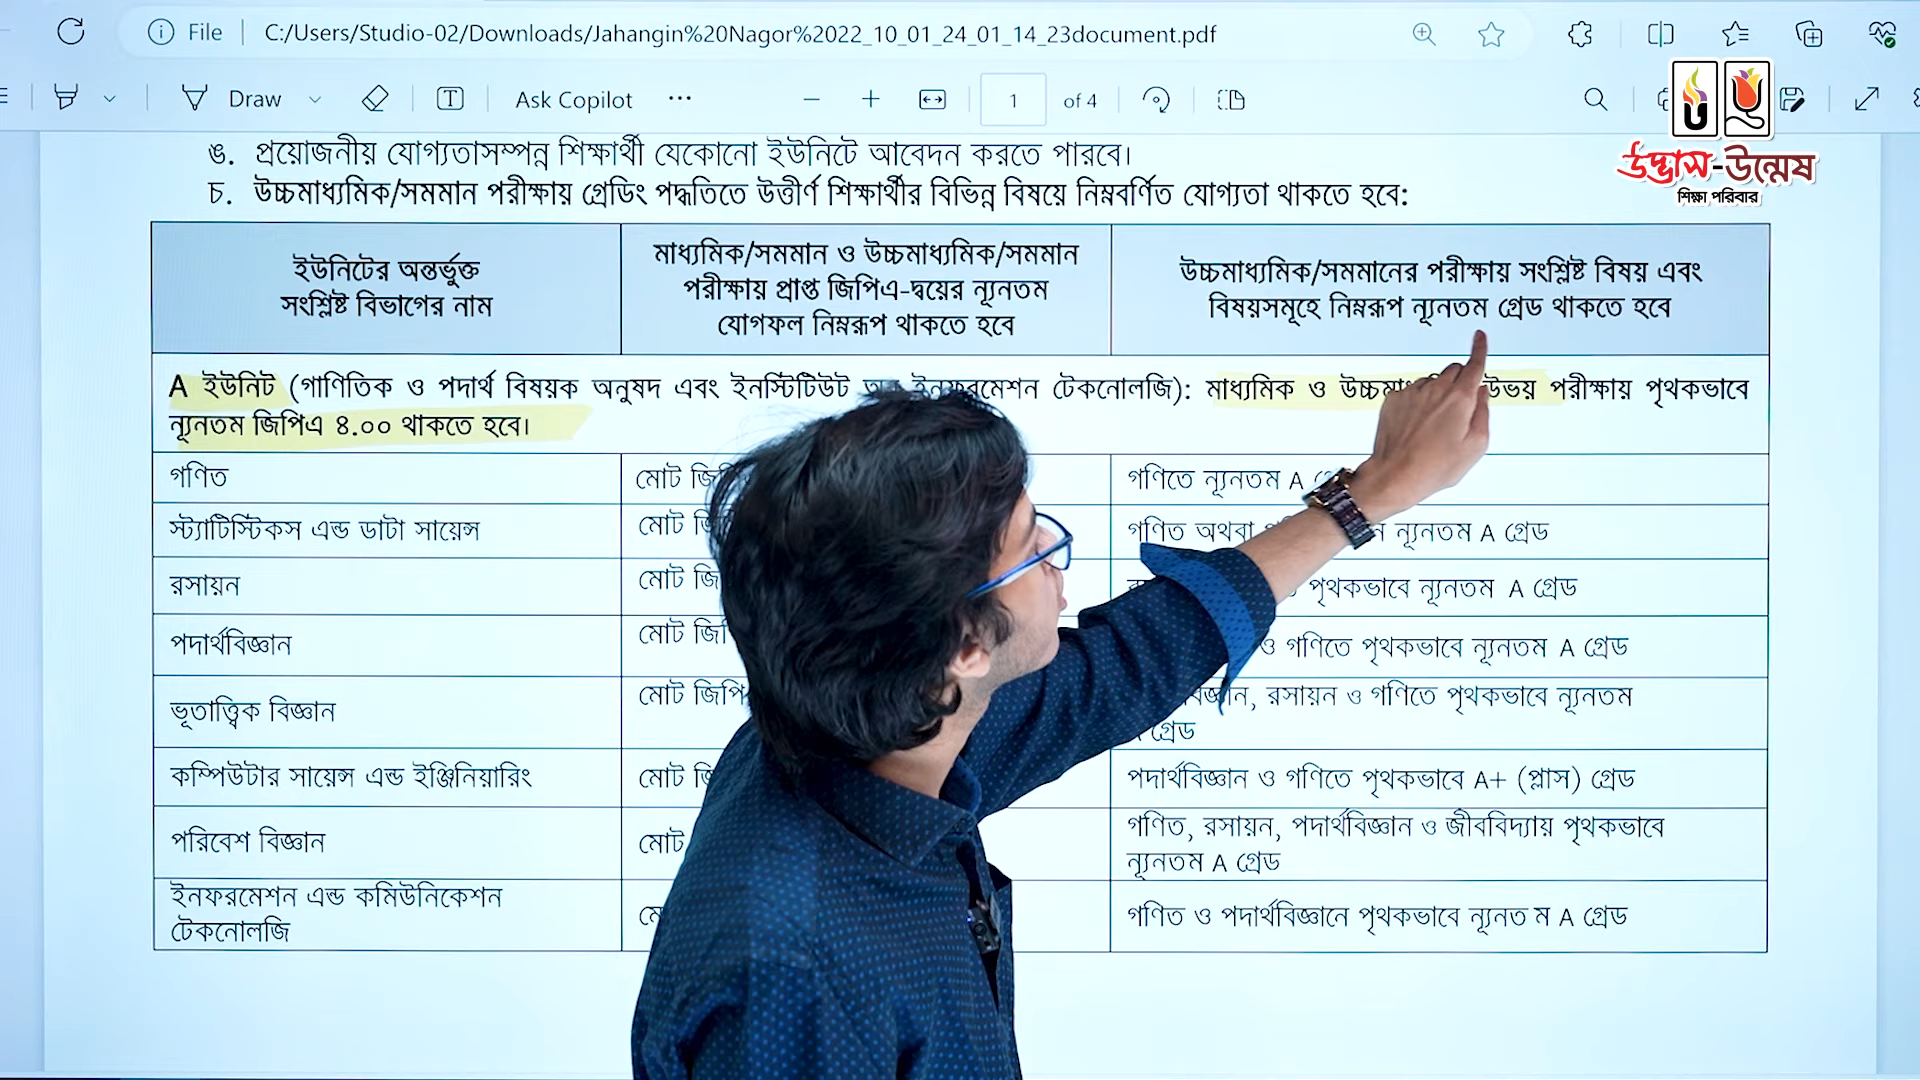 File
C:/Users/Studio-02/Downloads/Jahangin%20Nagor%2022_10_01_24_01_14_23document.pdf
Draw
Ask Copilot
1
of 4
উদ্ভাস-উন্মেষ
শিক্ষা পরিবার
ঙ. প্রয়োজনীয় যোগ্যতাসম্পন্ন শিক্ষার্থী যেকোনো ইউনিটে আবেদন করতে পারবে।
চ. উচ্চমাধ্যমিক/সমমান পরীক্ষায় গ্রেডিং পদ্ধতিতে উত্তীর্ণ শিক্ষার্থীর বিভিন্ন বিষয়ে নিম্নবর্ণিত যোগ্যতা থাকতে হবে:
ইউনিটের অন্তর্ভুক্ত
সংশ্লিষ্ট বিভাগের নাম
মাধ্যমিক/সমমান ও উচ্চমাধ্যমিক/সমমান
পরীক্ষায় প্রাপ্ত জিপিএ-দ্বয়ের ন্যূনতম
যোগফল নিম্নরূপ থাকতে হবে
উচ্চমাধ্যমিক/সমমানের পরীক্ষায় সংশ্লিষ্ট বিষয় এবং
বিষয়সমূহে নিম্নরূপ ন্যূনতম গ্রেড থাকতে হবে
A ইউনিট (গাণিতিক ও পদার্থ বিষয়ক অনুষদ এবং ইনস্টিটিউট ইনফরমেশন টেকনোলজি): মাধ্যমিক ও উভয় পরীক্ষায় পৃথকভাবে
ন্যূনতম জিপিএ ৪.০০ থাকতে হবে।
গণিত
মোট
গণিতে ন্যূনতম A
স্ট্যাটিস্টিকস এন্ড ডাটা সায়েন্স
মোট
গণিত অথবা ন্যূনতম A গ্রেড
রসায়ন
মোট
পৃথকভাবে ন্যূনতম A গ্রেড
পদার্থবিজ্ঞান
মোট
ও গণিতে পৃথকভাবে ন্যূনতম A গ্রেড
ভূতাত্ত্বিক বিজ্ঞান
মোট
রসায়ন ও গণিতে পৃথকভাবে ন্যূনতম
গ্রেড
কম্পিউটার সায়েন্স এন্ড ইঞ্জিনিয়ারিং
মোট
পদার্থবিজ্ঞান ও গণিতে পৃথকভাবে A+ (প্লাস) গ্রেড
পরিবেশ বিজ্ঞান
মোট
গণিত, রসায়ন, পদার্থবিজ্ঞান ও জীববিদ্যায় পৃথকভাবে
ন্যূনতম A গ্রেড
ইনফরমেশন এন্ড কমিউনিকেশন
টেকনোলজি
গণিত ও পদার্থবিজ্ঞানে পৃথকভাবে ন্যূনত ম A গ্রেড